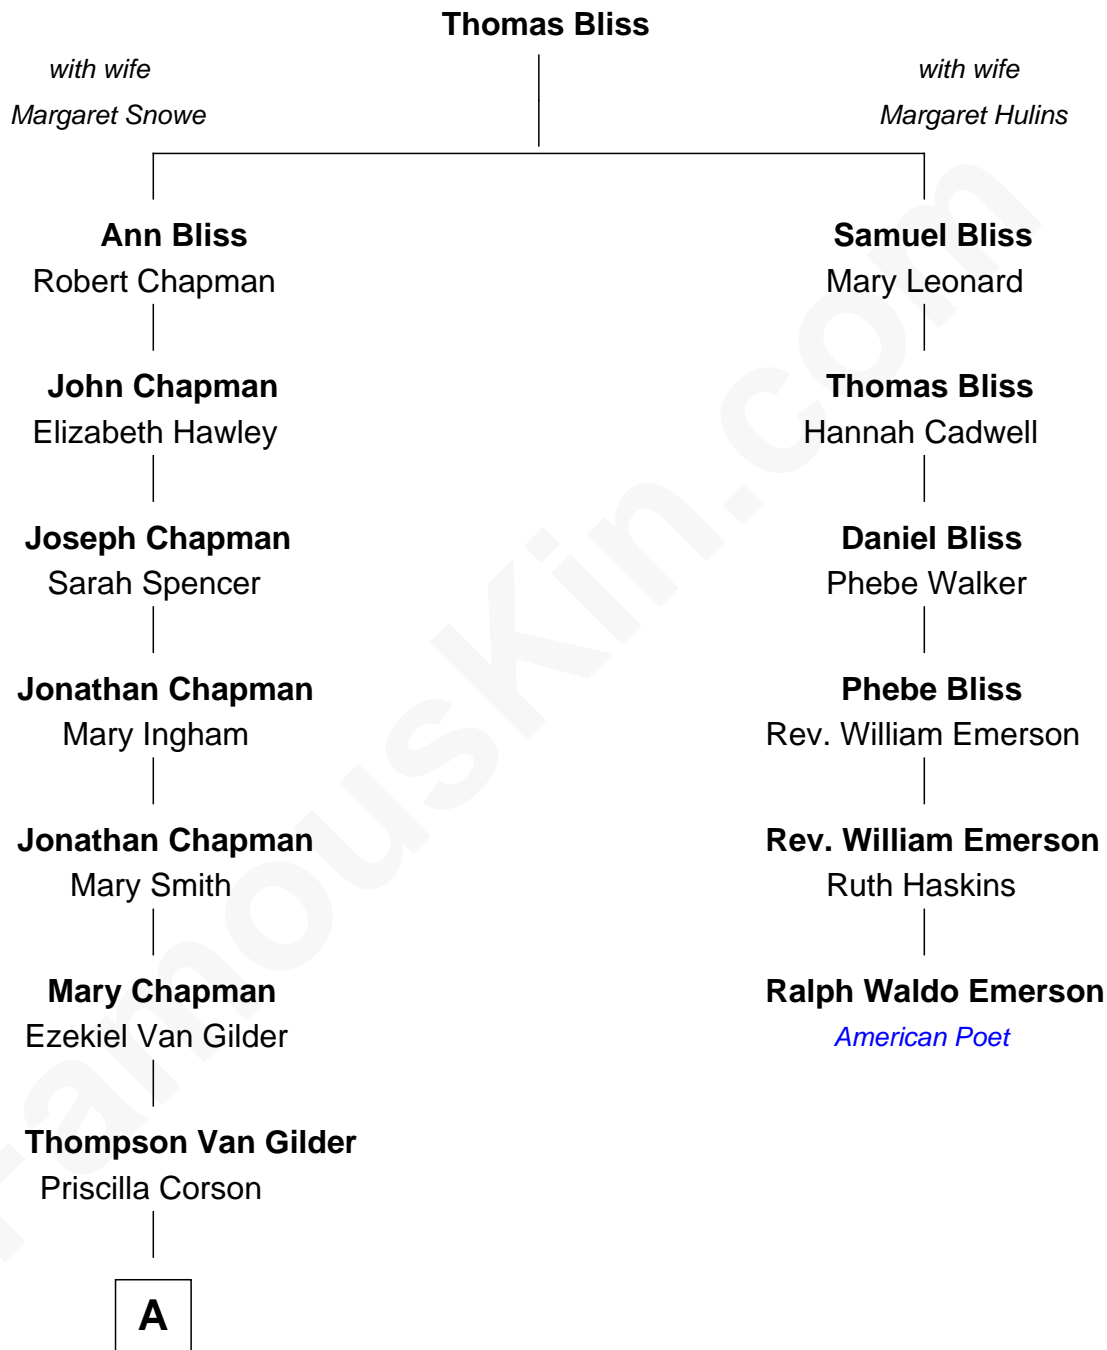 Thomas Bliss
with wife
Margaret Snowe
with wife
Margaret Hulins
Ann Bliss
Robert Chapman
Samuel Bliss
Mary Leonard
John Chapman
Elizabeth Hawley
Thomas Bliss
Hannah Cadwell
Joseph Chapman
Sarah Spencer
Daniel Bliss
Phebe Walker
Jonathan Chapman
Mary Ingham
Phebe Bliss
Rev. William Emerson
Jonathan Chapman
Mary Smith
Rev. William Emerson
Ruth Haskins
Mary Chapman
Ezekiel Van Gilder
Ralph Waldo Emerson
American Poet
Thompson Van Gilder
Priscilla Corson
A
FamousKin.com